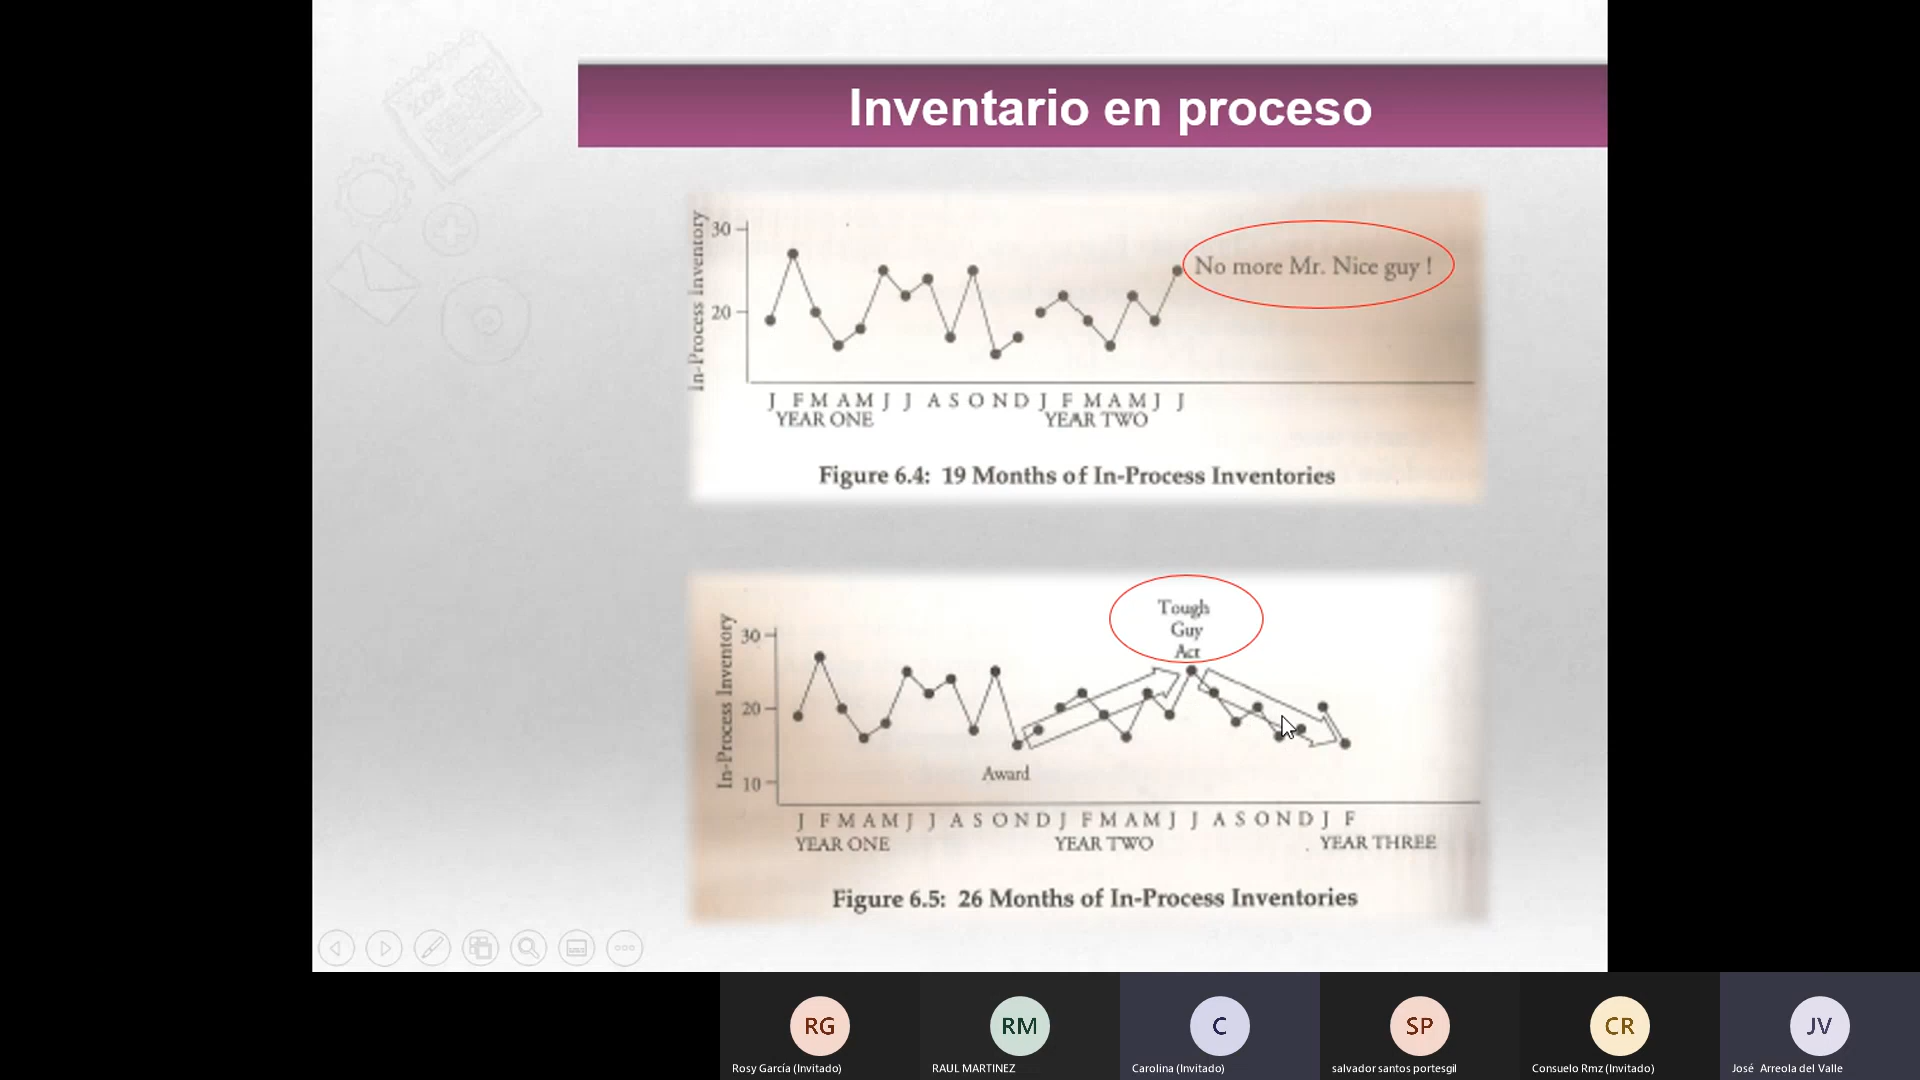 Inventario en proceso
In-Process Inventory
30
20
No more Mr. Nice guy !
J F M A M J J A S O N D J F M A M J J
YEAR ONE YEAR TWO
Figure 6.4: 19 Months of In-Process Inventories
Tough
Guy
Act
In-Process Inventory
30
20
10
Award
J F M A M J J A S O N D J F M A M J J A S O N D J F
YEAR ONE YEAR TWO YEAR THREE
Figure 6.5: 26 Months of In-Process Inventories
RG RM C SP CR JV
Rosy García (Invitado) RAUL MARTINEZ Carolina (Invitado) salvador santos portesgil Consuelo Rmz (Invitado) José Arreola del Valle